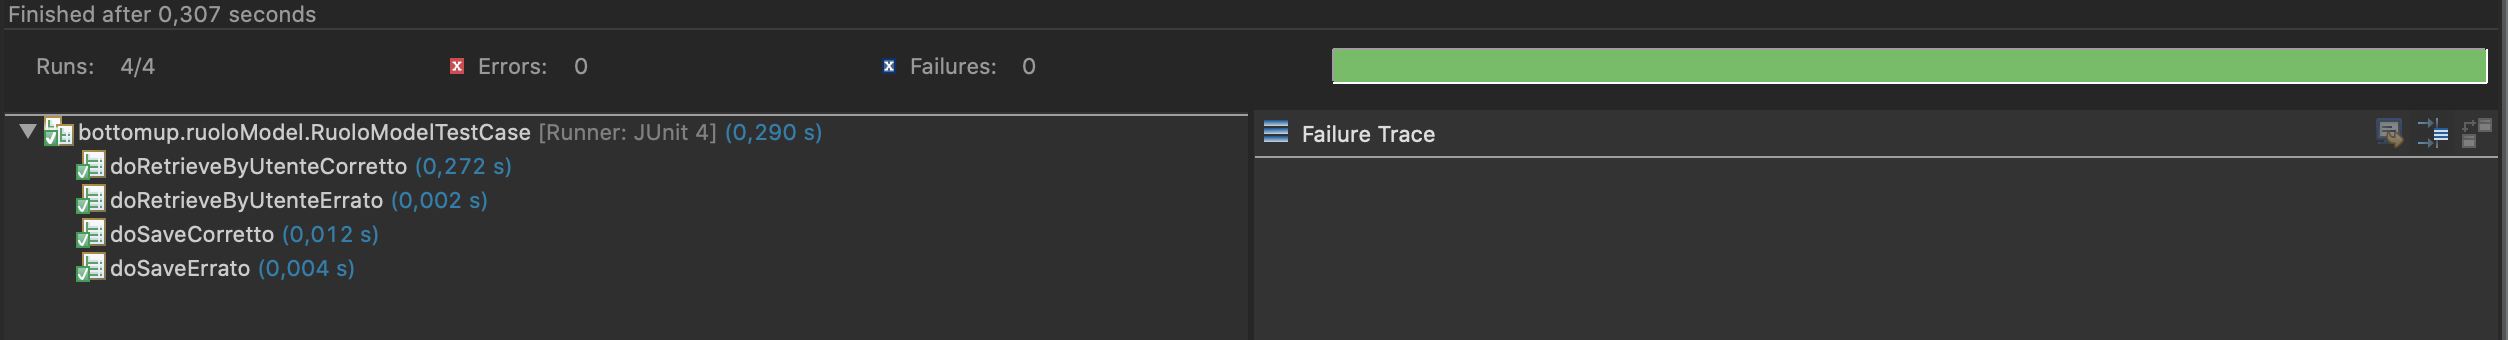 Finished after 0,307 seconds
Runs: 4/4 Errors: 0 Failures: 0
bottomup.ruoloModel.RuoloModelTestCase [Runner: JUnit 4] (0,290 s)
Failure Trace
doRetrieveByUtenteCorretto (0,272 s)
doRetrieveByUtenteErrato (0,002 s)
doSaveCorretto (0,012 s)
doSaveErrato (0,004 s)